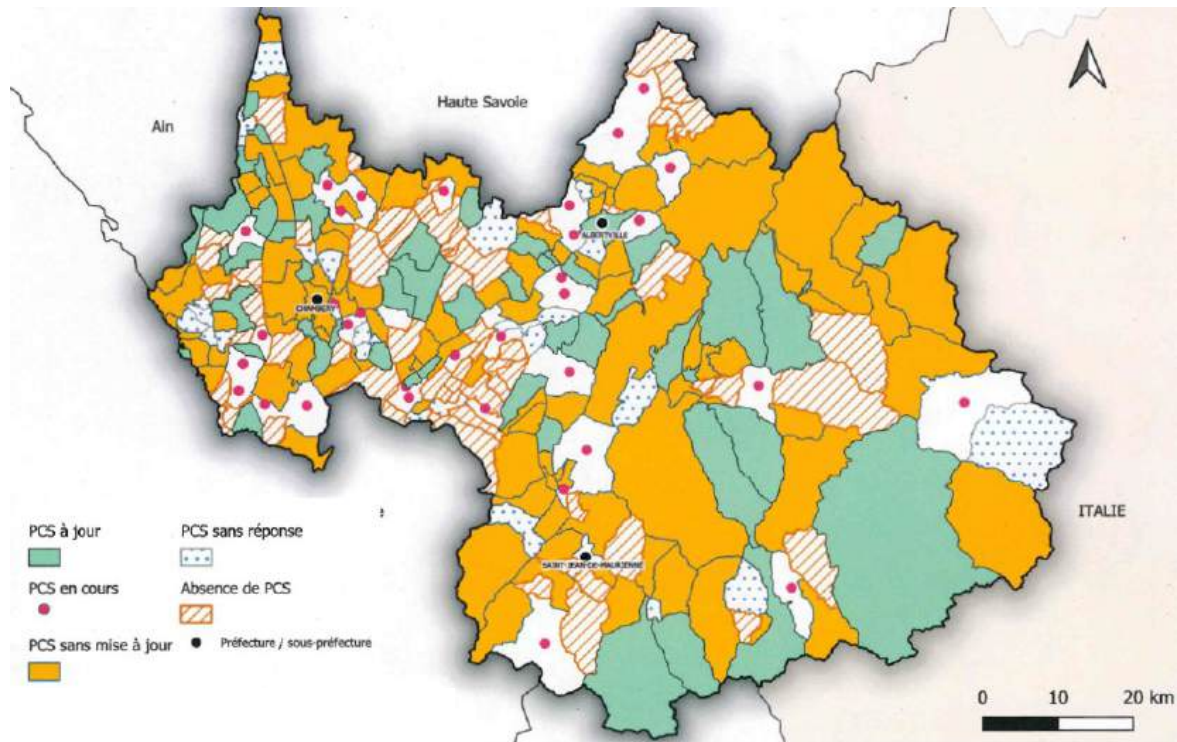 Haute Savoie
Ain
ALBERTVILLE
CHAMBERY
ITALIE
SAINT-JEAN-DE-MAURIENNE
PCS à jour
PCS sans réponse
PCS en cours
Absence de PCS
PCS sans mise à jour
Préfecture / sous-préfecture
0 10 20 km